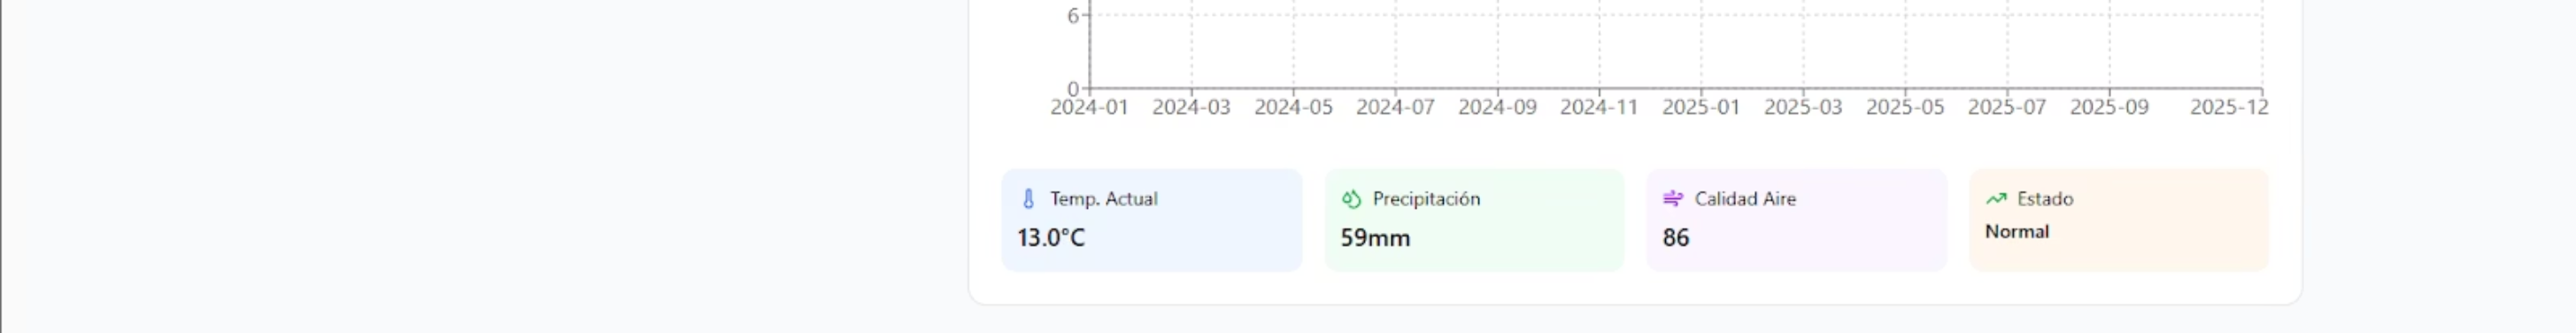 6
0
2024-01 2024-03 2024-05 2024-07 2024-09 2024-11 2025-01 2025-03 2025-05 2025-07 2025-09 2025-12
Temp. Actual Precipitación Calidad Aire Estado
13.0°C 59mm 86 Normal